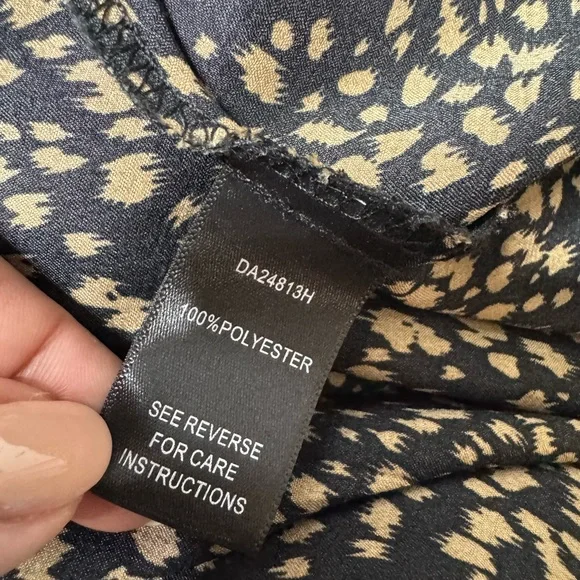 DA24813H
100%POLYESTER
SEE REVERSE
FOR CARE
INSTRUCTIONS